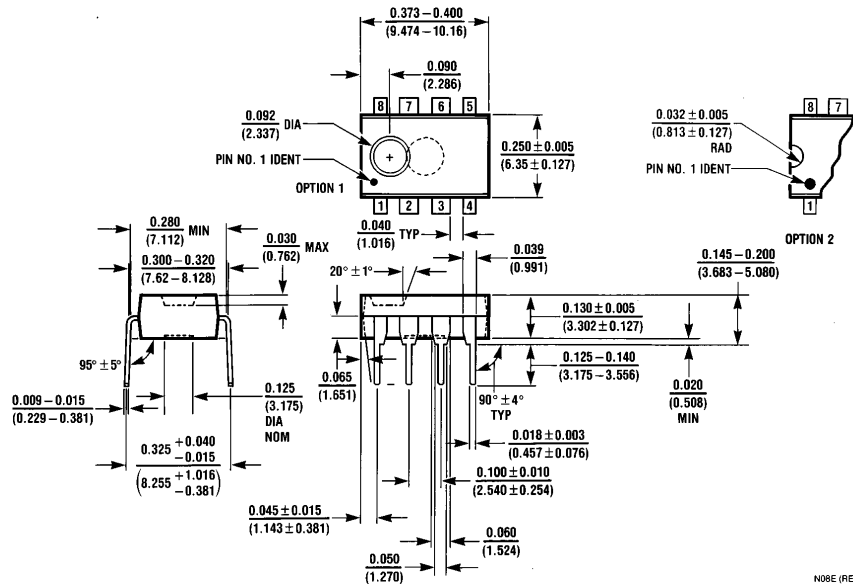 0.373–0.400
(9.474–10.16)
0.090
(2.286)
8 7 6 5
0.092 DIA
(2.337)
PIN NO. 1 IDENT
OPTION 1
1 2 3 4
0.250 ± 0.005
(6.35 ± 0.127)
0.032 ± 0.005
(0.813 ± 0.127)
RAD
PIN NO. 1 IDENT
8 7
1
OPTION 2
0.280 MIN
(7.112)
0.030 MAX
(0.762)
0.300–0.320
(7.62–8.128)
0.040 TYP
(1.016)
0.039
(0.991)
0.145–0.200
(3.683–5.080)
20° ± 1°
0.130 ± 0.005
(3.302 ± 0.127)
95° ± 5°
0.065
(1.651)
0.125–0.140
(3.175–3.556)
90° ± 4°
TYP
0.020
(0.508)
MIN
0.009–0.015
(0.229–0.381)
0.125
(3.175)
DIA
NOM
0.018 ± 0.003
(0.457 ± 0.076)
0.325 +0.040
−0.015
(8.255 +1.016
−0.381)
0.100 ± 0.010
(2.540 ± 0.254)
0.045 ± 0.015
(1.143 ± 0.381)
0.060
(1.524)
0.050
(1.270)
N08E (RE